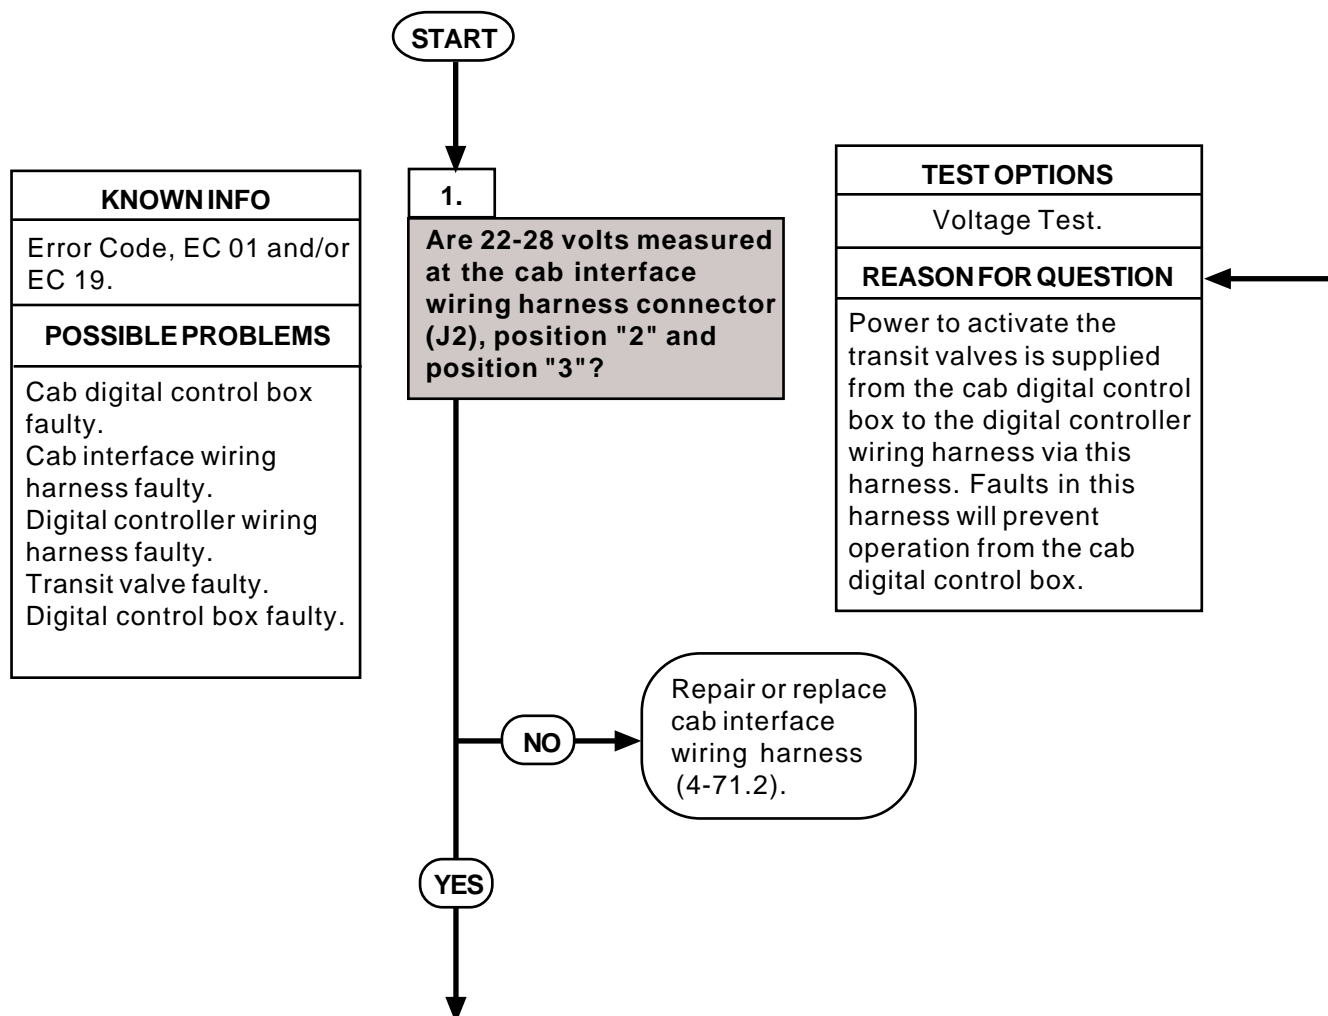 START
KNOWN INFO
Error Code, EC 01 and/or
EC 19.
POSSIBLE PROBLEMS
Cab digital control box
faulty.
Cab interface wiring
harness faulty.
Digital controller wiring
harness faulty.
Transit valve faulty.
Digital control box faulty.
1.
Are 22-28 volts measured
at the cab interface
wiring harness connector
(J2), position "2" and
position "3"?
TEST OPTIONS
Voltage Test.
REASON FOR QUESTION
Power to activate the
transit valves is supplied
from the cab digital control
box to the digital controller
wiring harness via this
harness. Faults in this
harness will prevent
operation from the cab
digital control box.
NO
Repair or replace
cab interface
wiring harness
(4-71.2).
YES